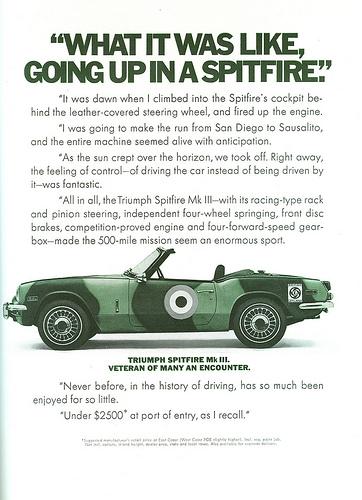 “WHAT IT WAS LIKE,
GOING UP IN A SPITFIRE.”
“It was dawn when I climbed into the Spitfire's cockpit be-
hind the leather-covered steering wheel, and fired up the engine.
“I was going to make the run from San Diego to Sausalito,
and the entire machine seemed alive with anticipation.
“As the sun crept over the horizon, we took off. Right away,
the feeling of control—of driving the car instead of being driven by
it—was fantastic.
“All in all, the Triumph Spitfire Mk III—with its racing-type rack
and pinion steering, independent four-wheel springing, front disc
brakes, competition-proved engine and four-forward-speed gear-
box—made the 500-mile mission seem an enormous sport.
TRIUMPH SPITFIRE Mk III.
VETERAN OF MANY AN ENCOUNTER.
“Never before, in the history of driving, has so much been
enjoyed for so little.
“Under $2500* at port of entry, as I recall.”